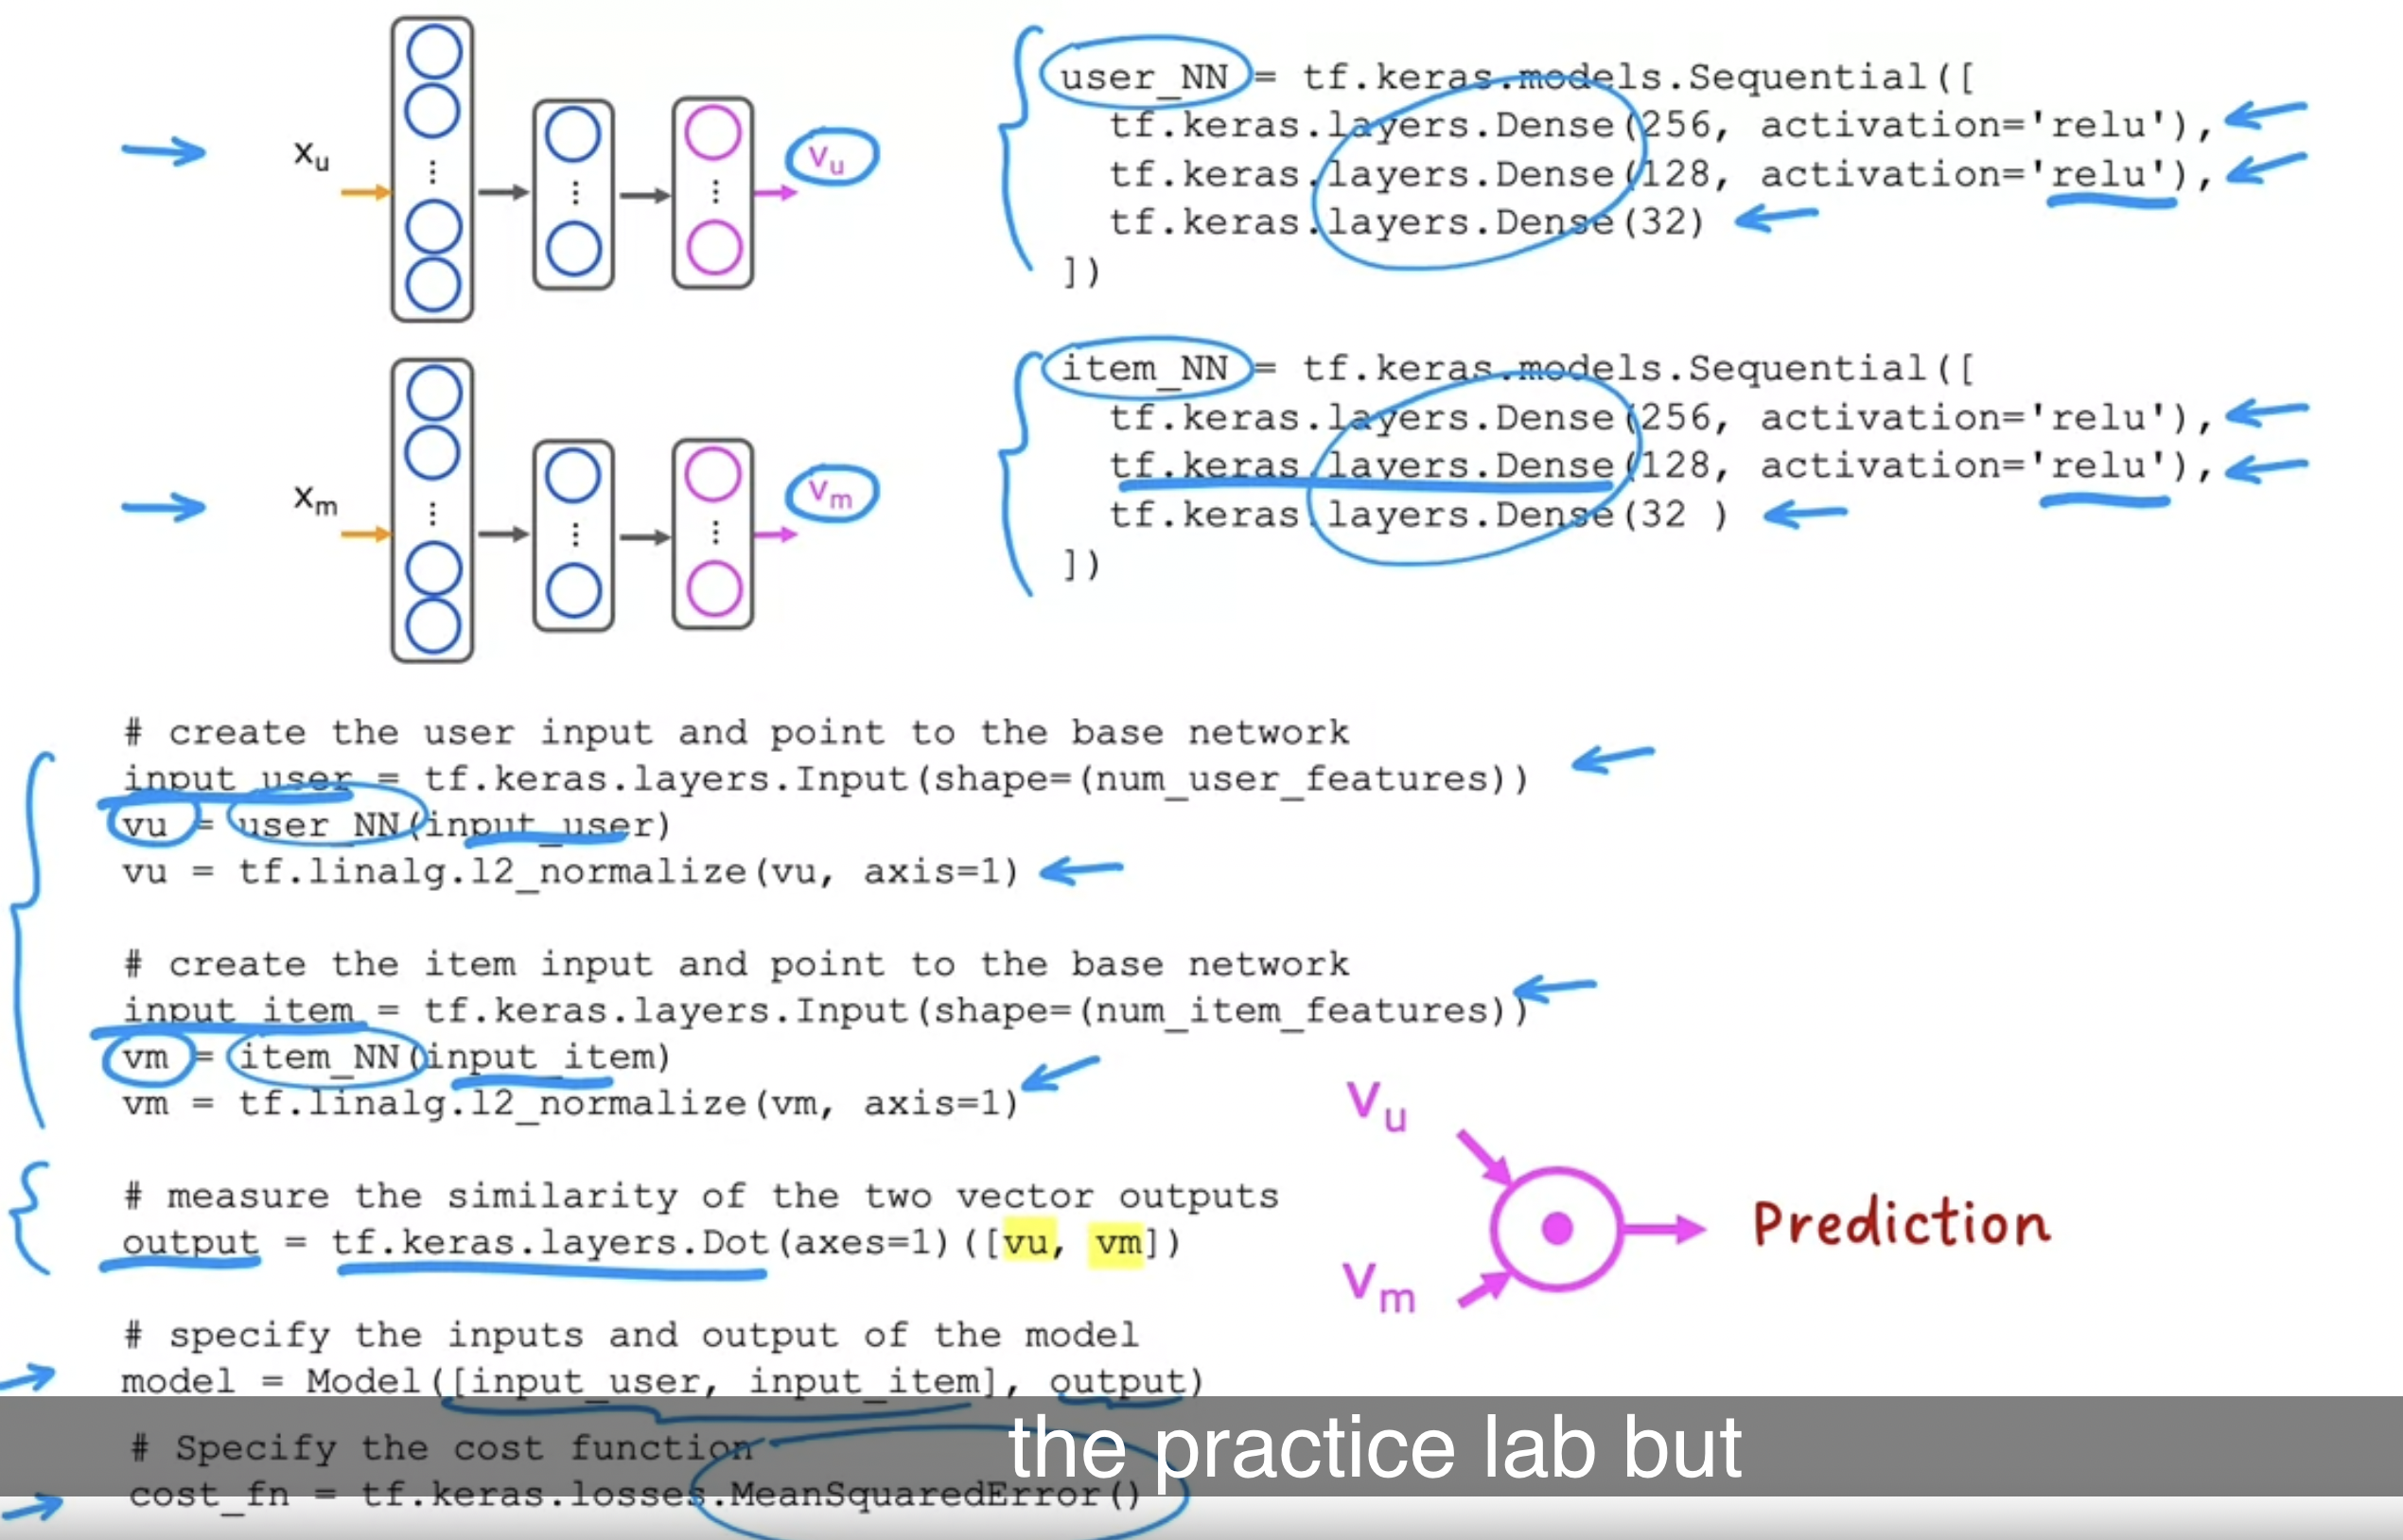 x_u
v_u
user_NN = tf.keras.models.Sequential([
tf.keras.layers.Dense(256, activation='relu'),
tf.keras.layers.Dense(128, activation='relu'),
tf.keras.layers.Dense(32)
])
x_m
v_m
item_NN = tf.keras.models.Sequential([
tf.keras.layers.Dense(256, activation='relu'),
tf.keras.layers.Dense(128, activation='relu'),
tf.keras.layers.Dense(32 )
])
# create the user input and point to the base network
input_user = tf.keras.layers.Input(shape=(num_user_features))
vu = user_NN(input_user)
vu = tf.linalg.l2_normalize(vu, axis=1)
# create the item input and point to the base network
input_item = tf.keras.layers.Input(shape=(num_item_features))
vm = item_NN(input_item)
vm = tf.linalg.l2_normalize(vm, axis=1)
# measure the similarity of the two vector outputs
output = tf.keras.layers.Dot(axes=1)([vu, vm])
v_u
v_m
Prediction
# specify the inputs and output of the model
model = Model([input_user, input_item], output)
# Specify the cost function
cost_fn = tf.keras.losses.MeanSquaredError()
the practice lab but